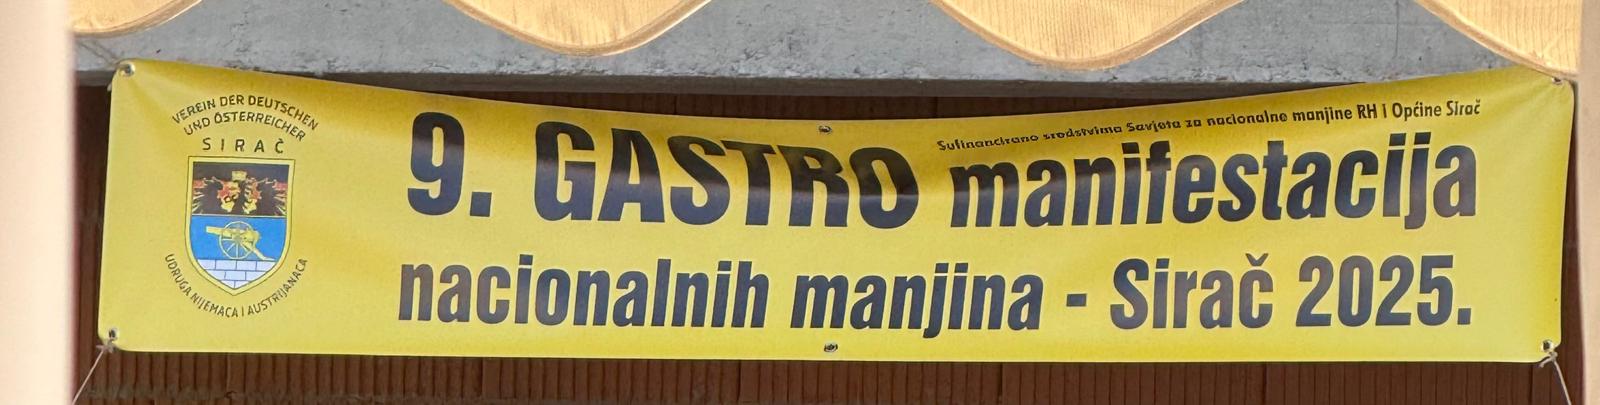 VEREIN DER DEUTSCHEN
UND ÖSTERREICHER
SIRAČ
UDRUGA NIJEMACA I AUSTRIJANACA
Sufinancirano sredstvima Savjeta za nacionalne manjine RH i Općine Sirač
9. GASTRO manifestacija
nacionalnih manjina - Sirač 2025.